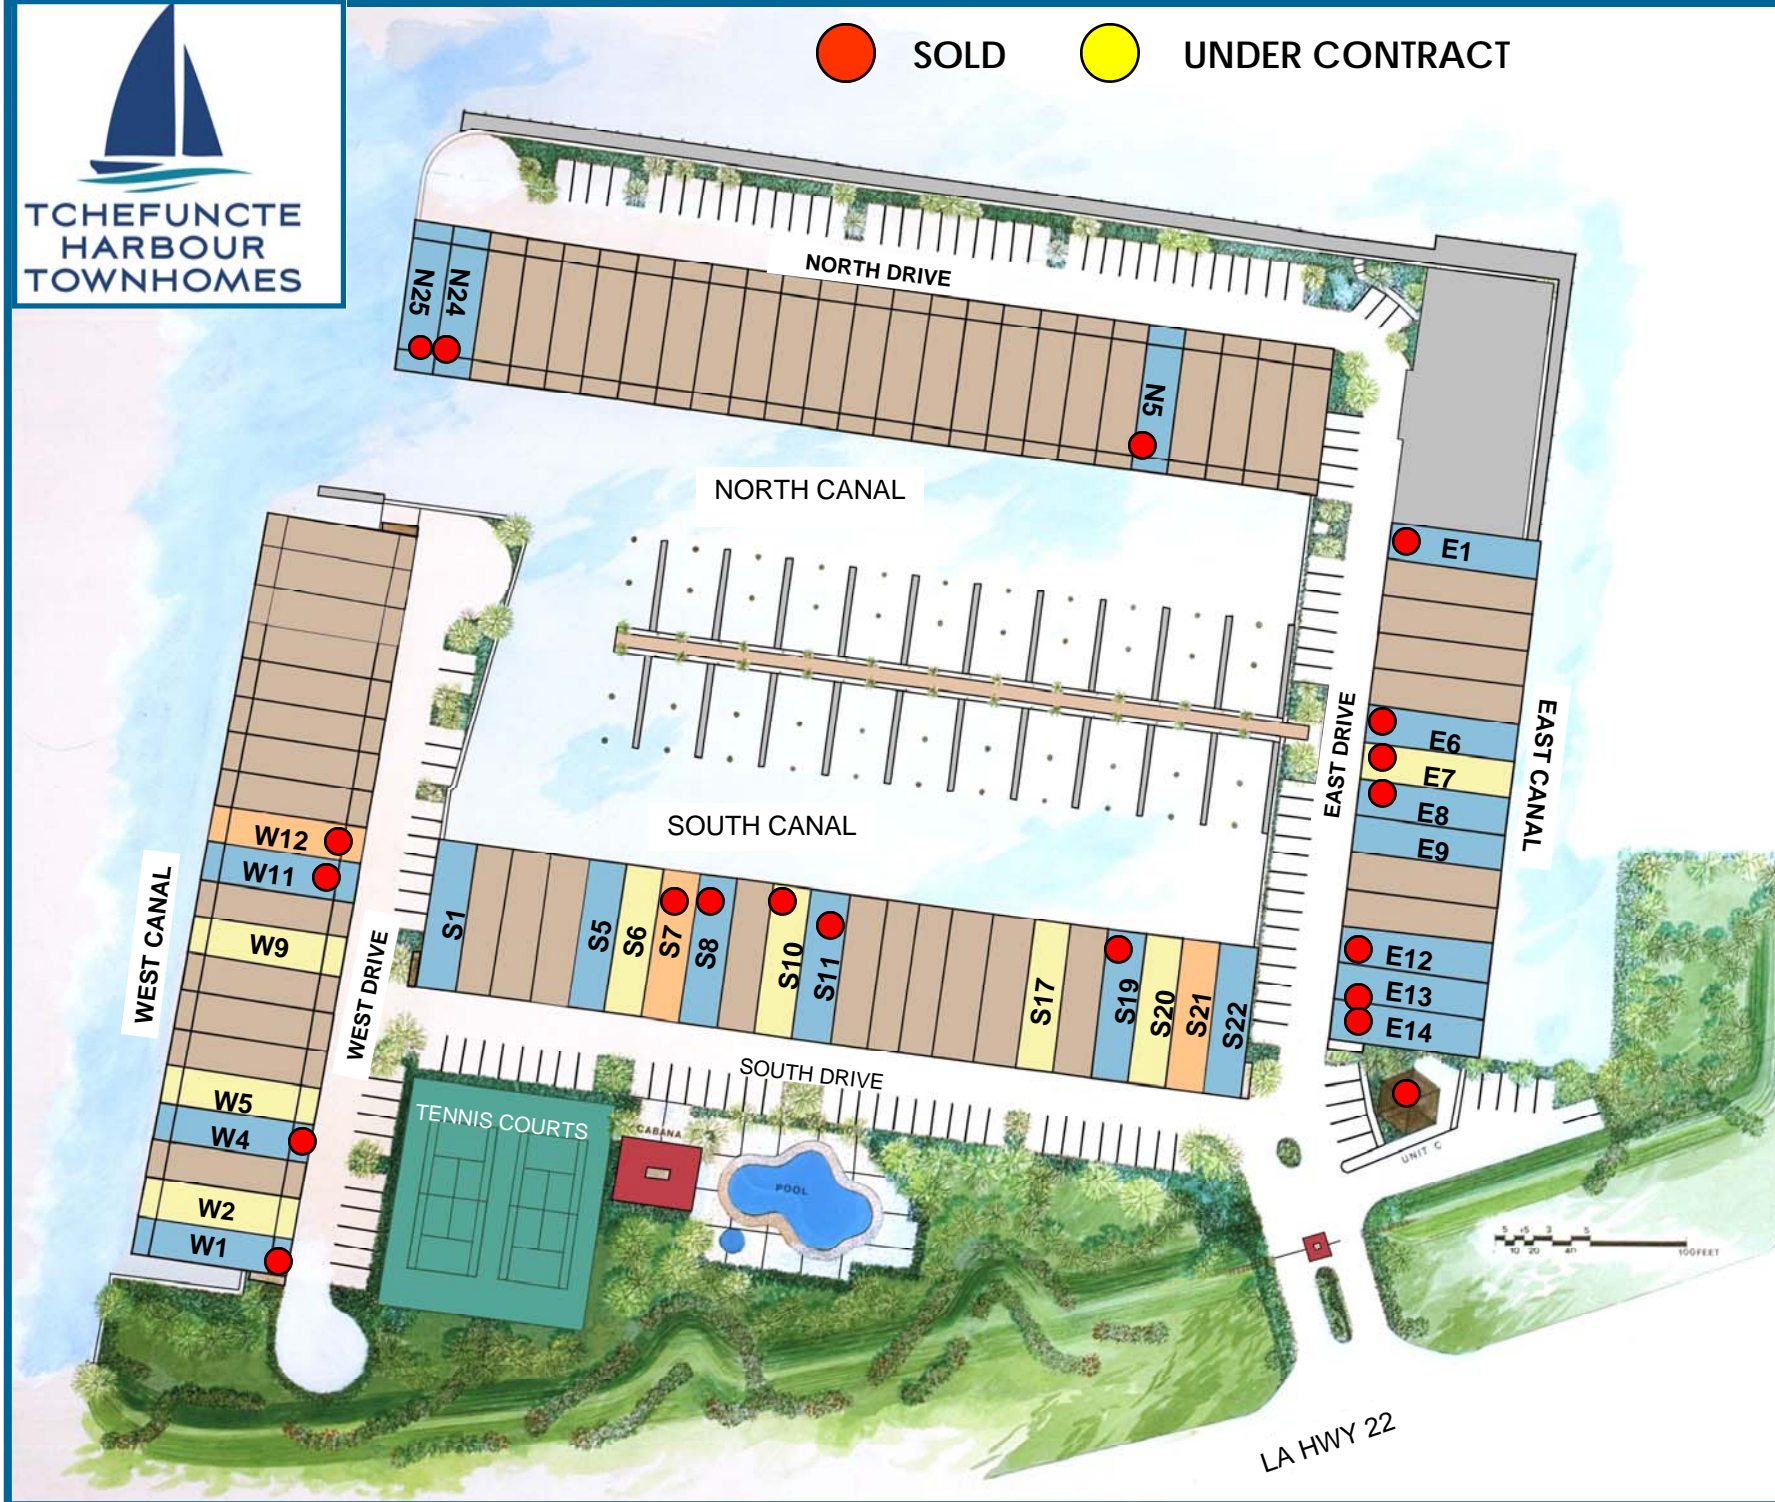 TCHEFUNCTE
HARBOUR
TOWNHOMES
SOLD
UNDER CONTRACT
NORTH DRIVE
N25
N24
N5
NORTH CANAL
E1
E6
E7
E8
E9
E12
E13
E14
EAST DRIVE
EAST CANAL
SOUTH CANAL
W12
W11
W9
W5
W4
W2
W1
WEST CANAL
WEST DRIVE
S1
S5
S6
S7
S8
S10
S11
S17
S19
S20
S21
S22
SOUTH DRIVE
TENNIS COURTS
CABANA
POOL
UNIT C
100FEET
LA HWY 22